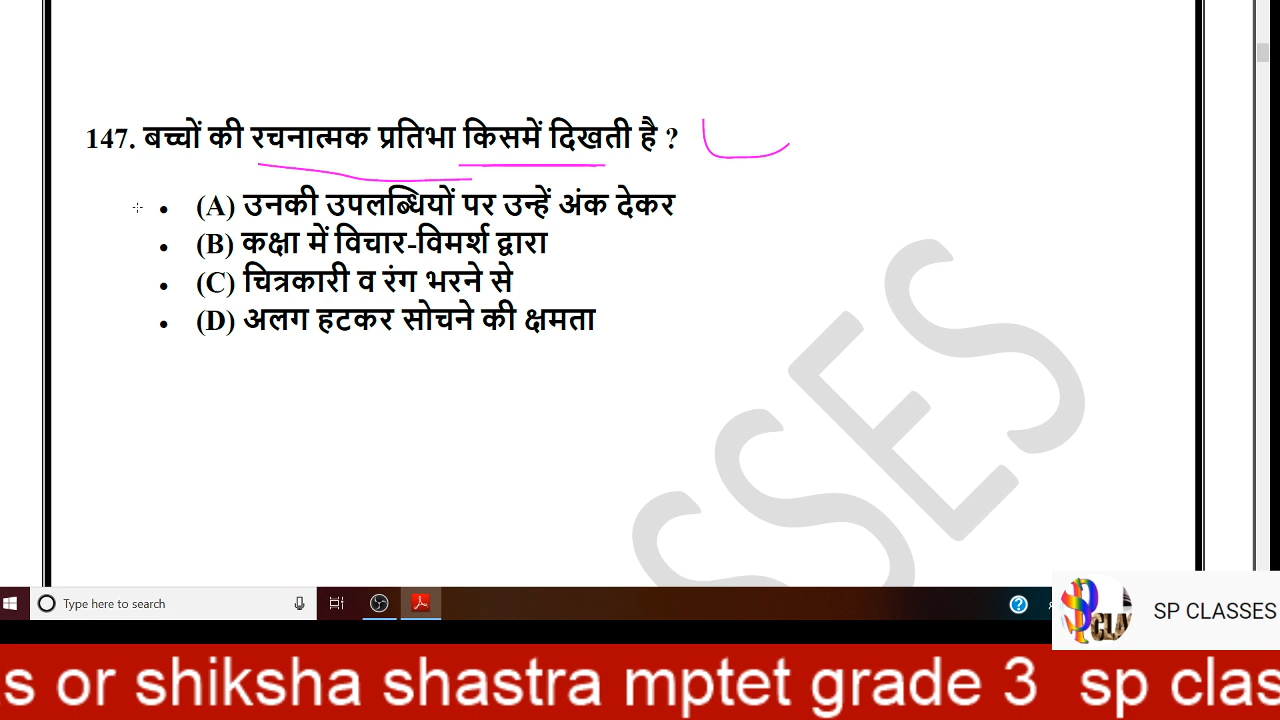 147. बच्चों की रचनात्मक प्रतिभा किसमें दिखती है ?
• (A) उनकी उपलब्धियों पर उन्हें अंक देकर
• (B) कक्षा में विचार-विमर्श द्वारा
• (C) चित्रकारी व रंग भरने से
• (D) अलग हटकर सोचने की क्षमता
SSES
Type here to search
SP CLASSES
s or shiksha shastra mptet grade 3 sp clas